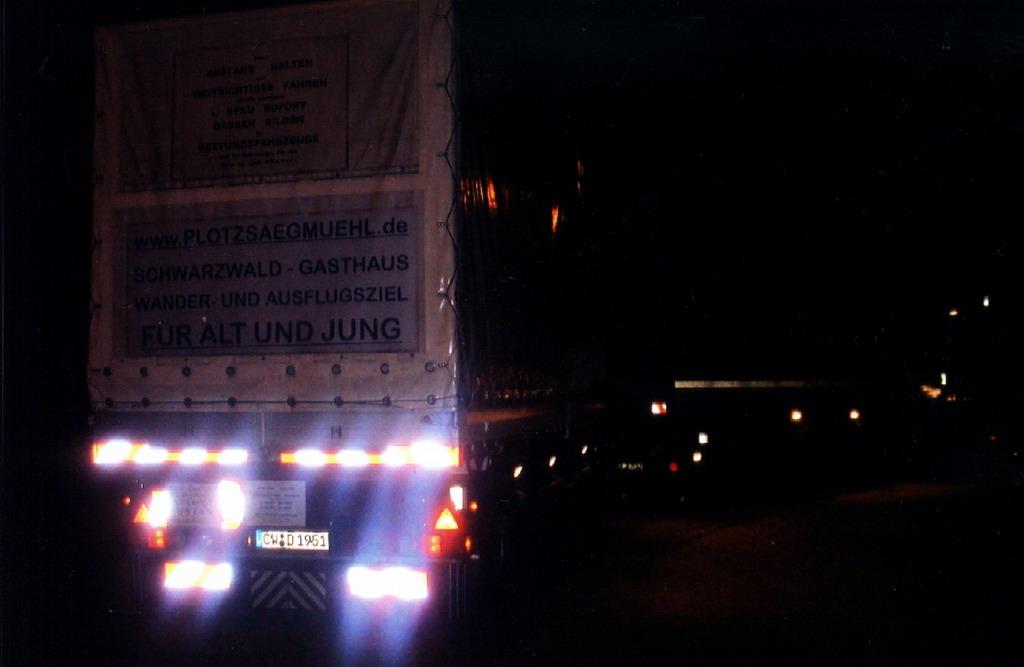 ABSTAND HALTEN
WEITSICHTIGES FAHREN
STAU SOFORT
GASSEN BILDEN
RETTUNGSFAHRZEUGE
www.PLOTZSAEGMUEHL.de
SCHWARZWALD - GASTHAUS
WANDER- UND AUSFLUGSZIEL
FÜR ALT UND JUNG
CW D 1951